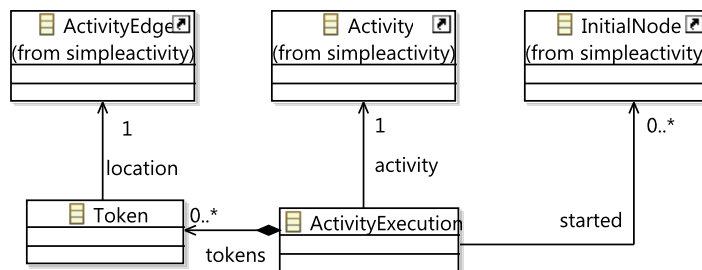 ActivityEdge
(from simpleactivity)
Activity
(from simpleactivity)
InitialNode
(from simpleactivity)
1
location
1
activity
0..*
started
Token
0..*
tokens
ActivityExecution